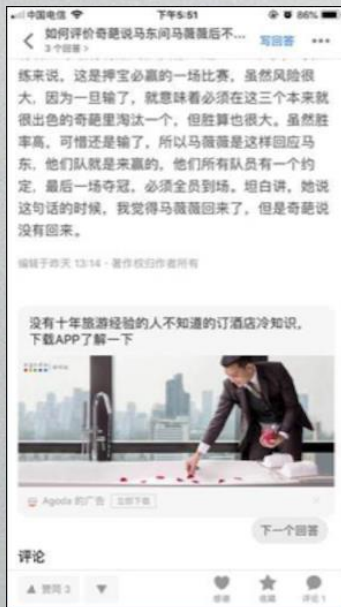 中国电信 下午5:51 86%
如何评价奇葩说马东问马薇薇后不...
3 个回答 >
写回答
练来说，这是押宝必赢的一场比赛，虽然风险很
大，因为一旦输了，就意味着必须在这三个本来就
很出色的奇葩里淘汰一个，但胜算也很大。虽然胜
率高，可惜还是输了，所以马薇薇是这样回应马
东，他们队就是来赢的，他们所有队员有一个约
定，最后一场夺冠，必须全员到场。坦白讲，她说
这句话的时候，我觉得马薇薇回来了，但是奇葩说
没有回来。
编辑于昨天 13:14 · 著作权归作者所有
没有十年旅游经验的人不知道的订酒店冷知识，
下载APP了解一下
Agoda 的广告 立即下载
下一个回答
评论
赞同 3
感谢 收藏 评论 1